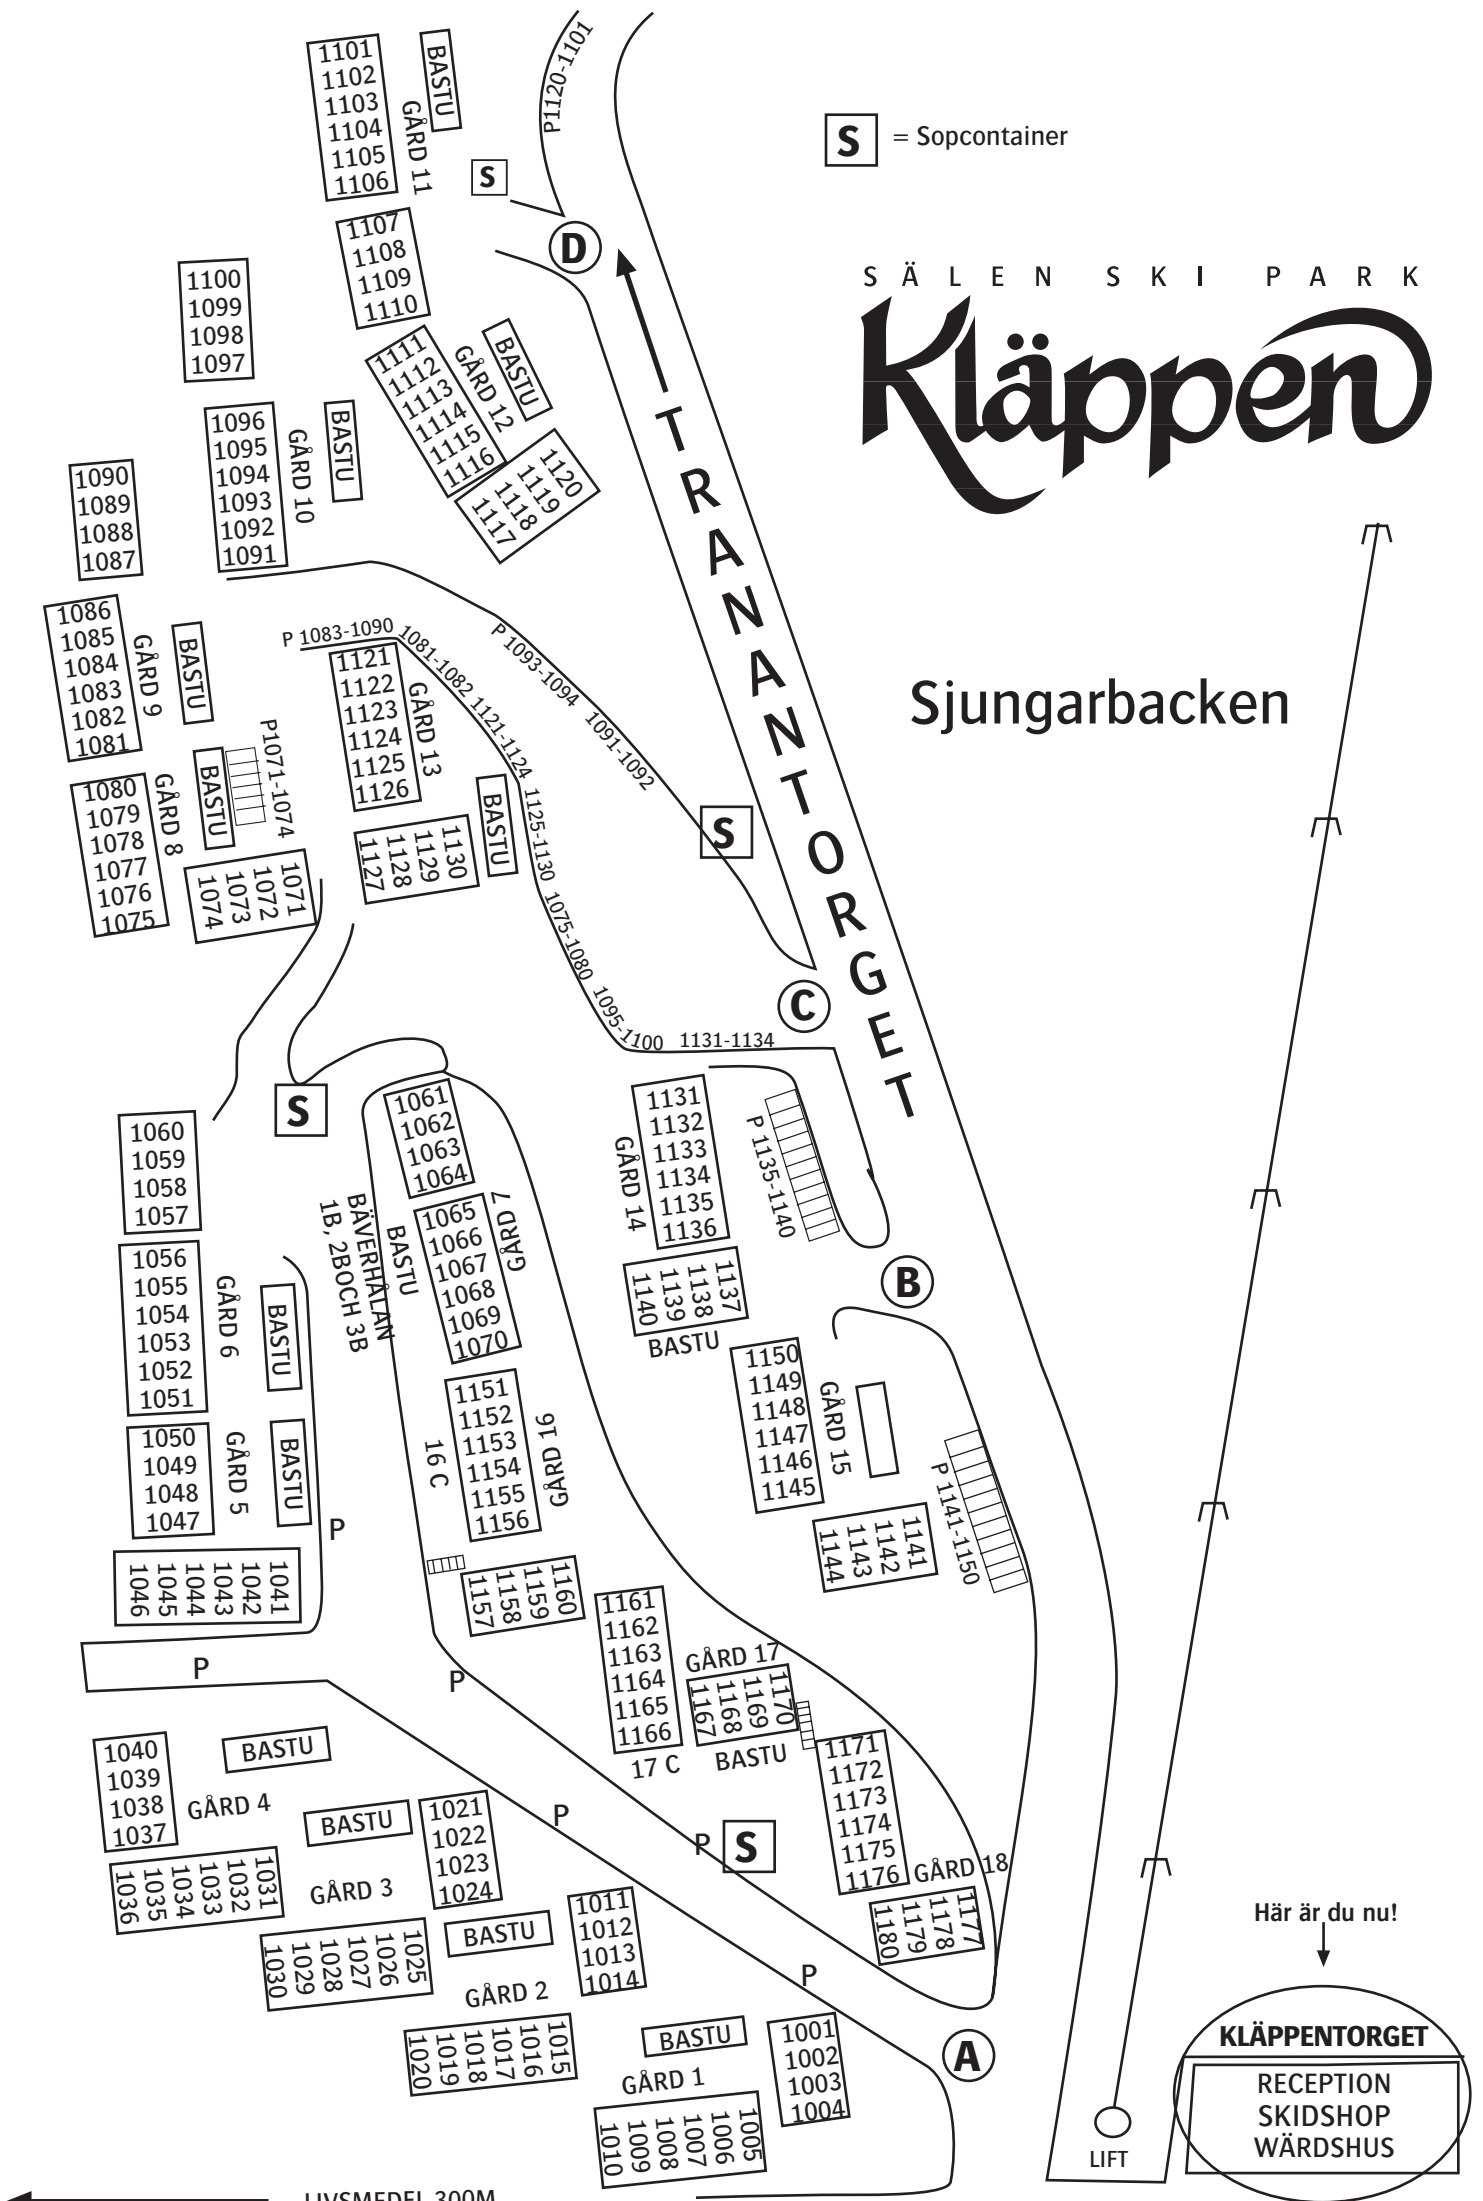 1101
1102
1103
1104
1105
1106
GÅRD 11
BASTU
P1120-1101
S
S = Sopcontainer
1107
1108
1109
1110
D
SÄLEN SKI PARK
Kläppen
1100
1099
1098
1097
1111
1112
1113
1114
1115
1116
GÅRD 12
BASTU
1117
1118
1119
1120
TRANANTORGET
1096
1095
1094
1093
1092
1091
GÅRD 10
BASTU
1090
1089
1088
1087
1086
1085
1084
1083
1082
1081
GÅRD 9
BASTU
P 1083-1090
1081-1082
1121-1124
1125-1130
1075-1080
1095-1100
1131-1134
P 1093-1094
1091-1092
Sjungarbacken
1121
1122
1123
1124
1125
1126
GÅRD 13
BASTU
1127
1128
1129
1130
1080
1079
1078
1077
1076
1075
GÅRD 8
BASTU
P1071-1074
1074
1073
1072
1071
S
C
S
1060
1059
1058
1057
1061
1062
1063
1064
1065
1066
1067
1068
1069
1070
GÅRD 7
BASTU
BÄVERHÅLAN
1B, 2BOCH 3B
1131
1132
1133
1134
1135
1136
GÅRD 14
P 1135-1140
1140
1139
1138
1137
BASTU
B
1056
1055
1054
1053
1052
1051
GÅRD 6
BASTU
1050
1049
1048
1047
GÅRD 5
BASTU
P
1046
1045
1044
1043
1042
1041
P
1151
1152
1153
1154
1155
1156
GÅRD 16
16 C
1157
1158
1159
1160
P
1150
1149
1148
1147
1146
1145
GÅRD 15
1144
1143
1142
1141
P 1141-1150
1161
1162
1163
1164
1165
1166
17 C
GÅRD 17
1167
1168
1169
1170
BASTU
1171
1172
1173
1174
1175
1176
GÅRD 18
1180
1179
1178
1177
P
S
1040
1039
1038
1037
BASTU
GÅRD 4
1036
1035
1034
1033
1032
1031
BASTU
GÅRD 3
1021
1022
1023
1024
P
1030
1029
1028
1027
1026
1025
BASTU
GÅRD 2
1011
1012
1013
1014
1020
1019
1018
1017
1016
1015
P
BASTU
GÅRD 1
1001
1002
1003
1004
1010
1009
1008
1007
1006
1005
A
LIFT
Här är du nu!
KLÄPPENTORGET
RECEPTION
SKIDSHOP
WÄRDSHUS
LIVSMEDEL 300M